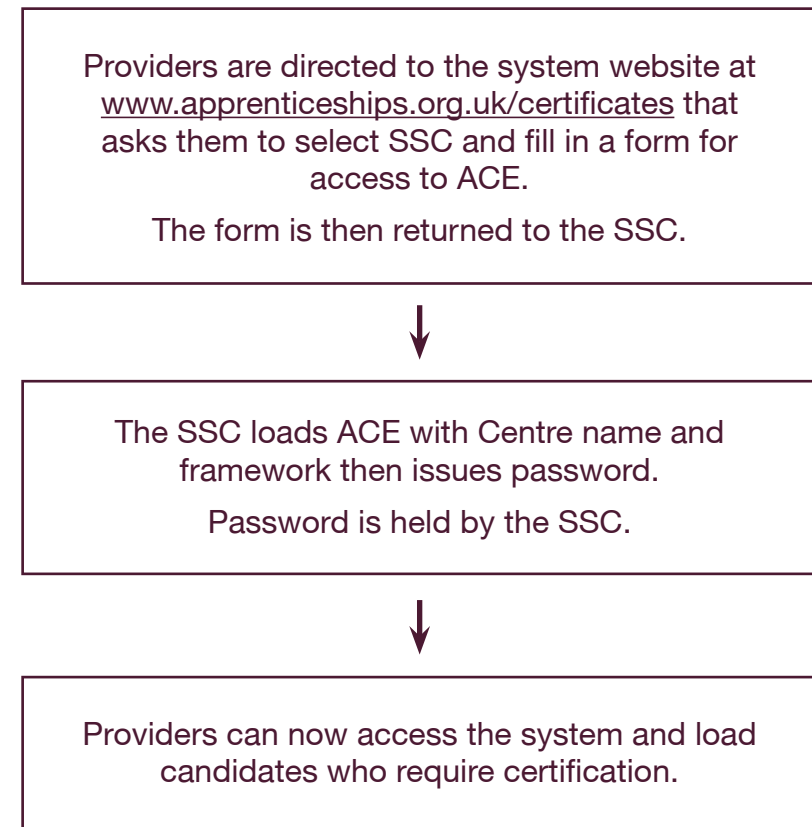 Providers are directed to the system website at
www.apprenticeships.org.uk/certificates that
asks them to select SSC and fill in a form for
access to ACE.
The form is then returned to the SSC.
The SSC loads ACE with Centre name and
framework then issues password.
Password is held by the SSC.
Providers can now access the system and load
candidates who require certification.